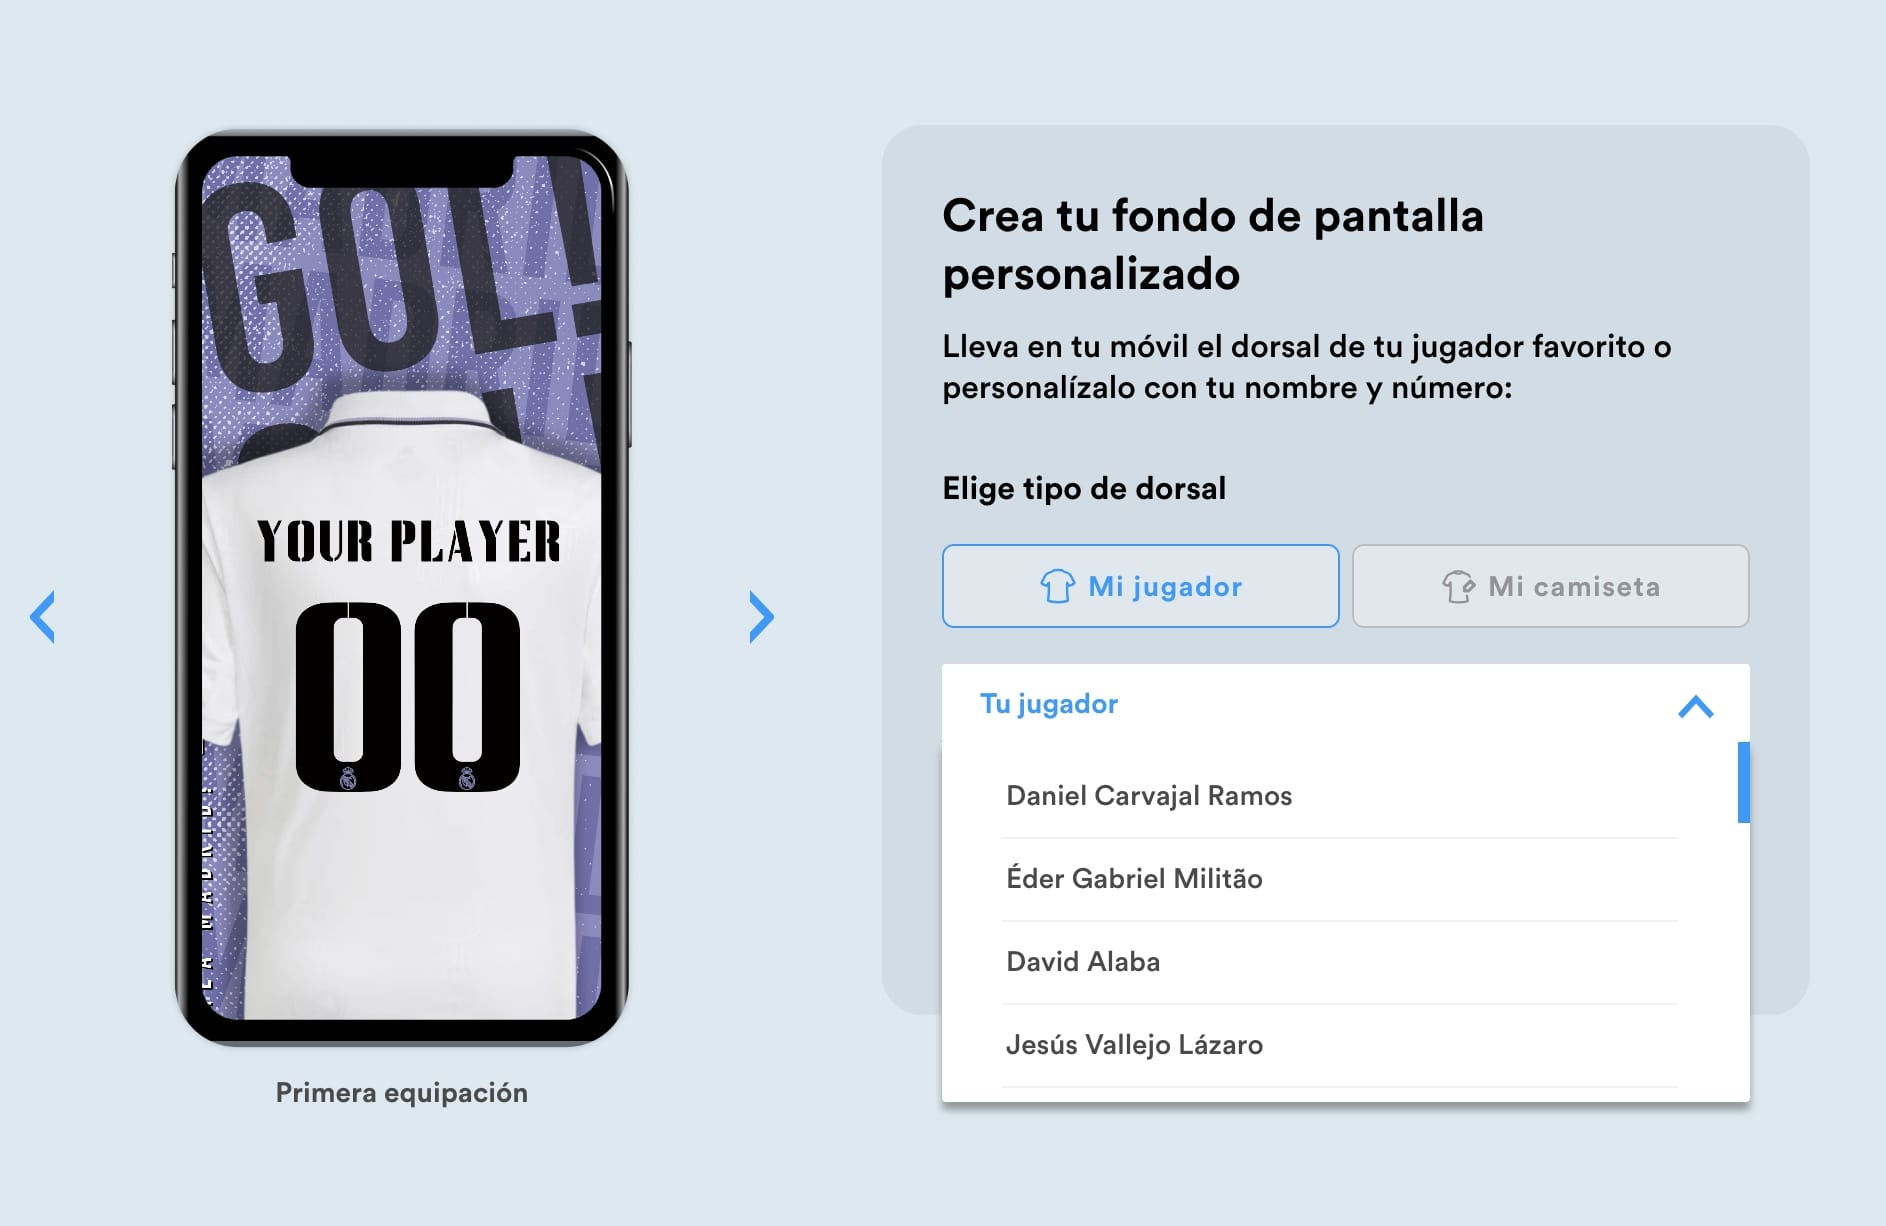 GOL!
YOUR PLAYER
00
Primera equipación
Crea tu fondo de pantalla
personalizado
Lleva en tu móvil el dorsal de tu jugador favorito o
personalízalo con tu nombre y número:
Elige tipo de dorsal
Mi jugador
Mi camiseta
Tu jugador
Daniel Carvajal Ramos
Éder Gabriel Militão
David Alaba
Jesús Vallejo Lázaro